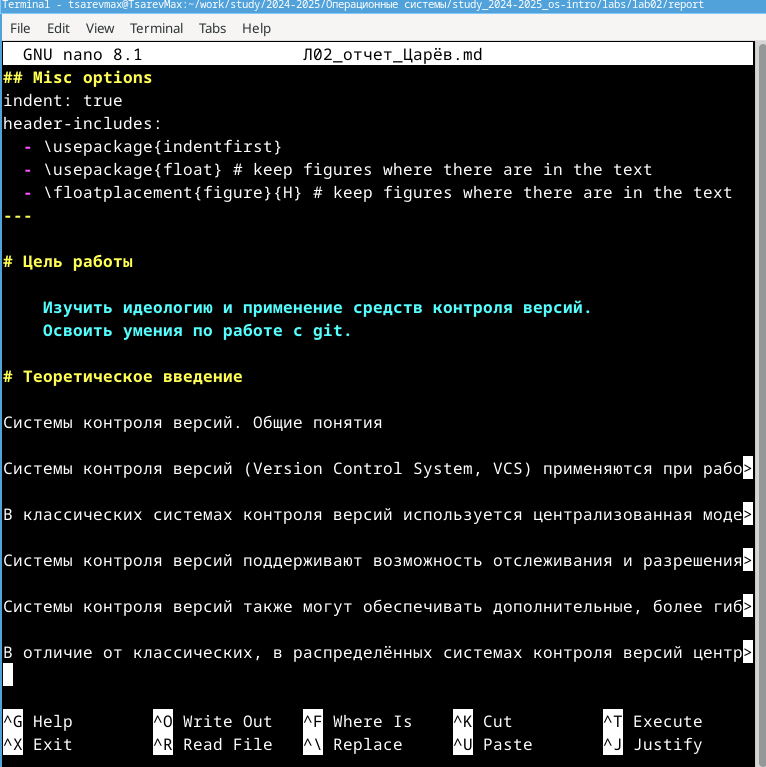 Terminal - tsarevmax@TsarevMax:~/work/study/2024-2025/Операционные системы/study_2024-2025_os-intro/labs/lab02/report
File Edit View Terminal Tabs Help
GNU nano 8.1 Л02_отчет_Царёв.md
## Misc options
indent: true
header-includes:
  - \usepackage{indentfirst}
  - \usepackage{float} # keep figures where there are in the text
  - \floatplacement{figure}{H} # keep figures where there are in the text
---
# Цель работы
    Изучить идеологию и применение средств контроля версий.
    Освоить умения по работе с git.
# Теоретическое введение
Системы контроля версий. Общие понятия
Системы контроля версий (Version Control System, VCS) применяются при рабо>
В классических системах контроля версий используется централизованная моде>
Системы контроля версий поддерживают возможность отслеживания и разрешения>
Системы контроля версий также могут обеспечивать дополнительные, более гиб>
В отличие от классических, в распределённых системах контроля версий центр>
^G Help ^O Write Out ^F Where Is ^K Cut ^T Execute
^X Exit ^R Read File ^\ Replace ^U Paste ^J Justify